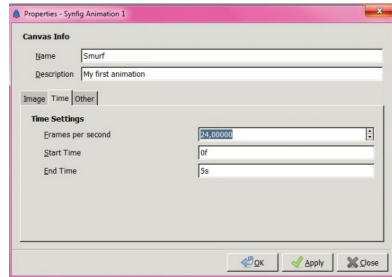 Properties - Synfig Animation 1
Canvas Info
Name Smurf
Description My first animation
Image Time Other
Time Settings
Frames per second 24,00000
Start Time 0f
End Time 5s
OK Apply Close